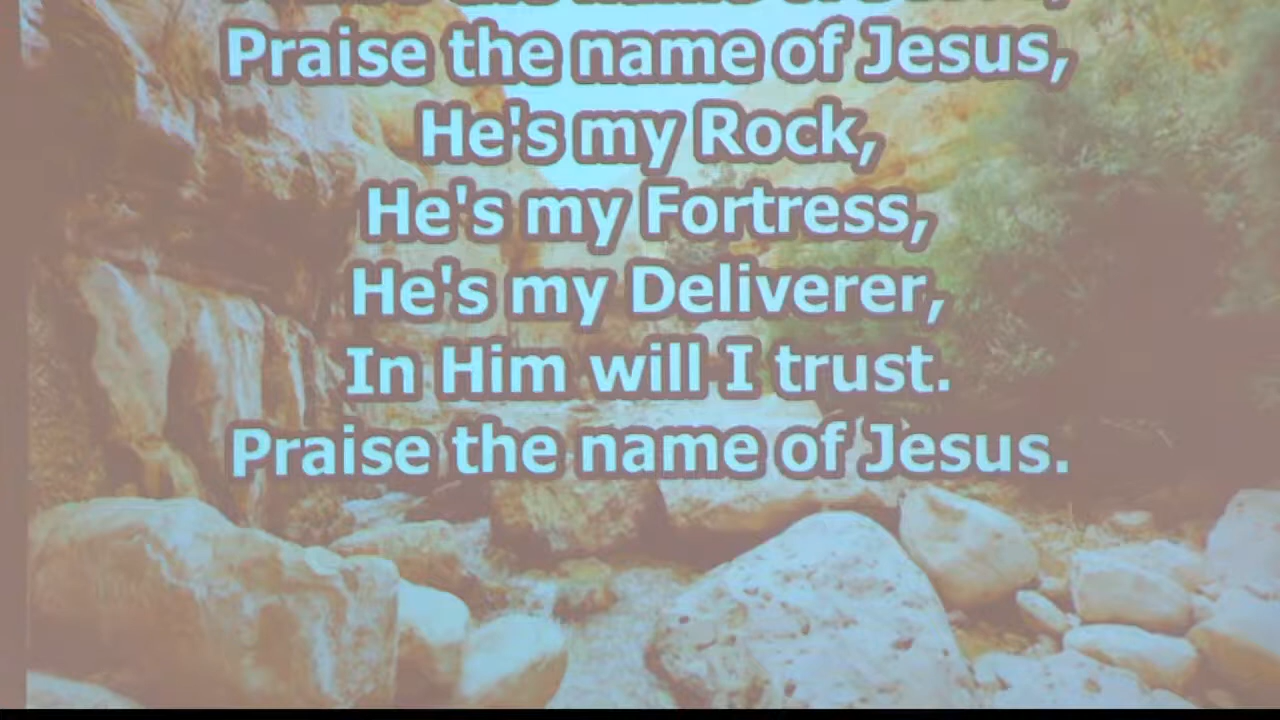 Praise the name of Jesus,
He's my Rock,
He's my Fortress,
He's my Deliverer,
In Him will I trust.
Praise the name of Jesus.